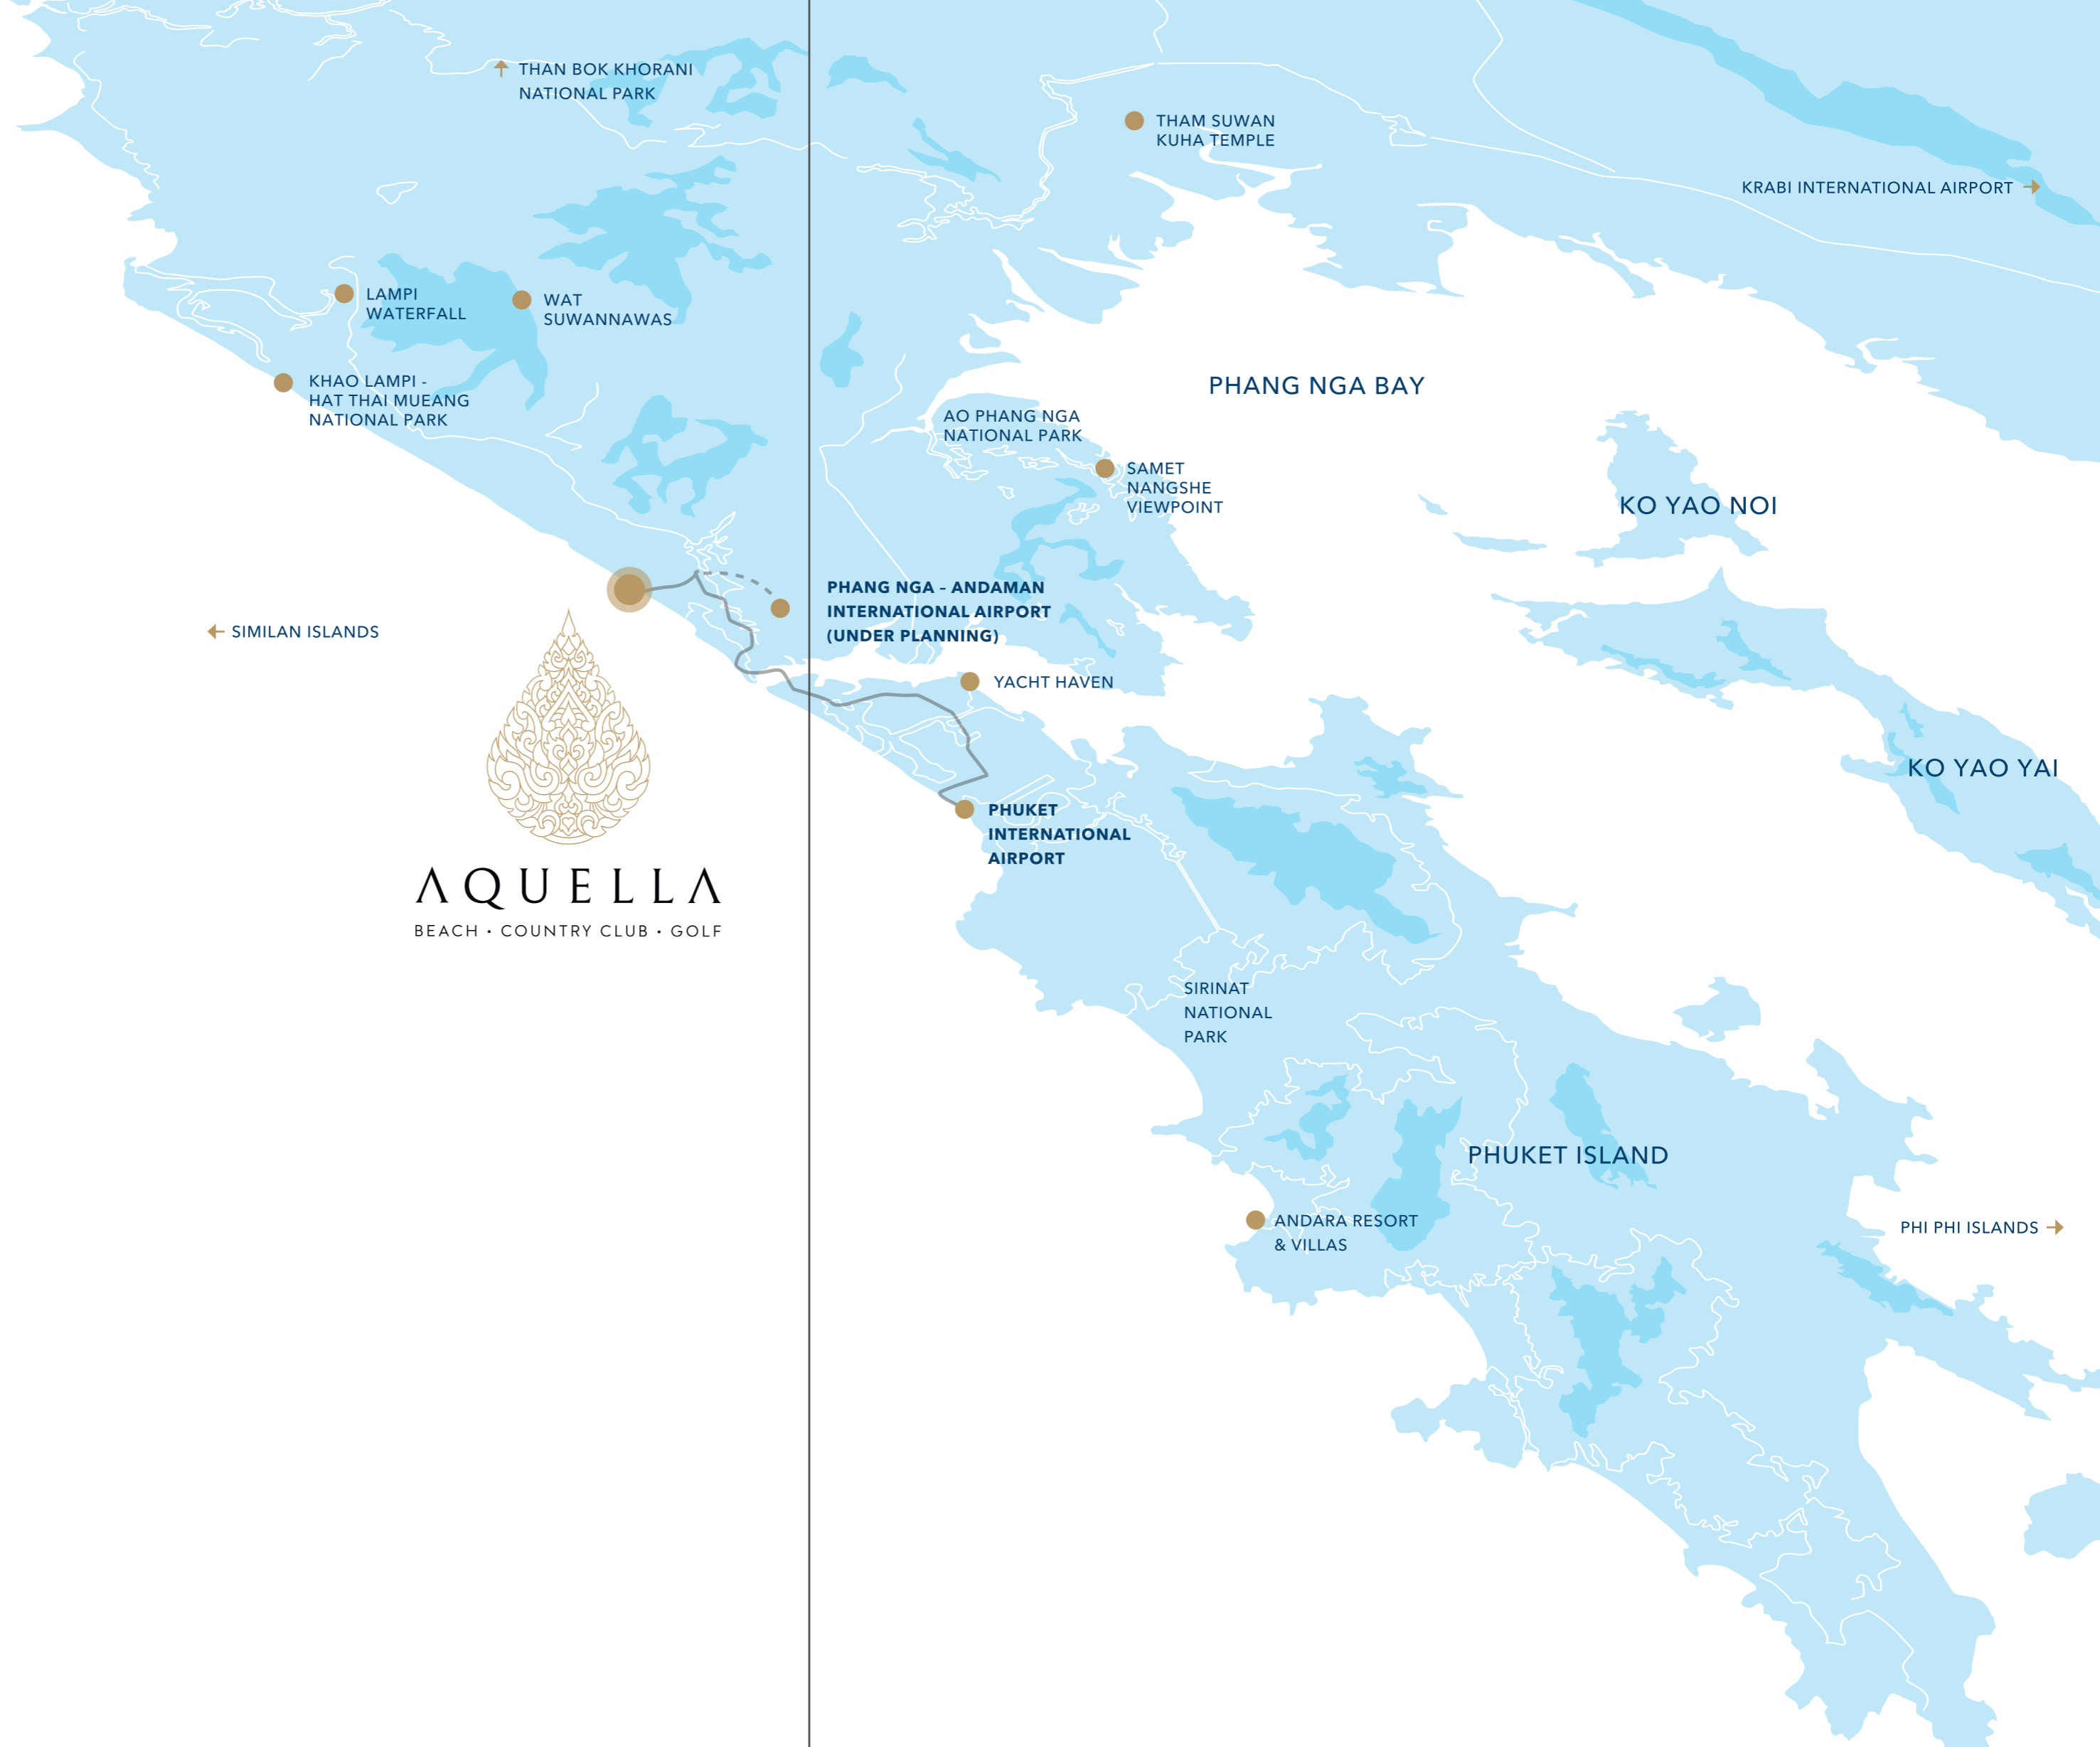 THAN BOK KHORANI
NATIONAL PARK
THAM SUWAN
KUHA TEMPLE
KRABI INTERNATIONAL AIRPORT
LAMPI
WATERFALL
WAT
SUWANNAWAS
KHAO LAMPI -
HAT THAI MUEANG
NATIONAL PARK
PHANG NGA BAY
AO PHANG NGA
NATIONAL PARK
SAMET
NANGSHE
VIEWPOINT
KO YAO NOI
PHANG NGA – ANDAMAN
INTERNATIONAL AIRPORT
(UNDER PLANNING)
SIMILAN ISLANDS
YACHT HAVEN
KO YAO YAI
PHUKET
INTERNATIONAL
AIRPORT
AQUELLA
BEACH • COUNTRY CLUB • GOLF
SIRINAT
NATIONAL
PARK
PHUKET ISLAND
ANDARA RESORT
& VILLAS
PHI PHI ISLANDS